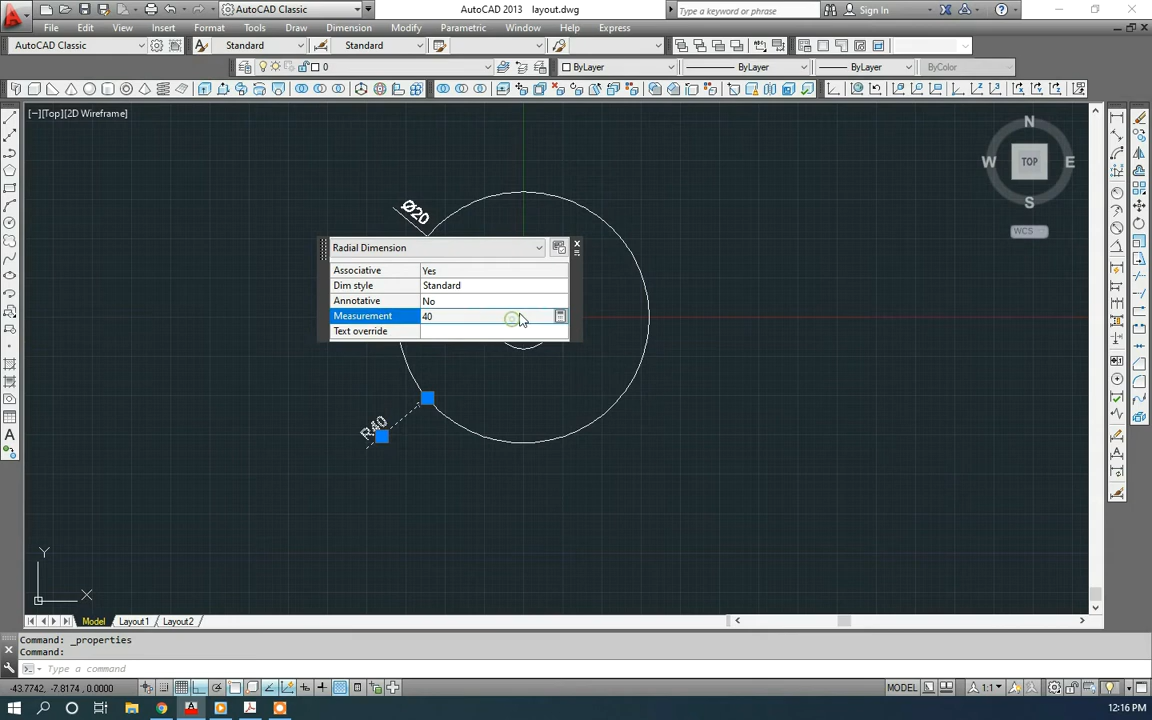 AutoCAD Classic
AutoCAD 2013 layout.dwg
Type a keyword or phrase
Sign In
File Edit View Insert Format Tools Draw Dimension Modify Parametric Window Help Express
AutoCAD Classic
Standard
Standard
0
ByLayer
ByLayer
ByLayer
ByColor
[−][Top][2D Wireframe]
N
W TOP E
S
WCS
Ø20
Radial Dimension
Associative Yes
Dim style Standard
Annotative No
Measurement 40
Text override
R40
Y
X
Model Layout1 Layout2
Command: _properties
Command:
Type a command
-43.7742, -7.8174, 0.0000
MODEL
1:1
12:16 PM